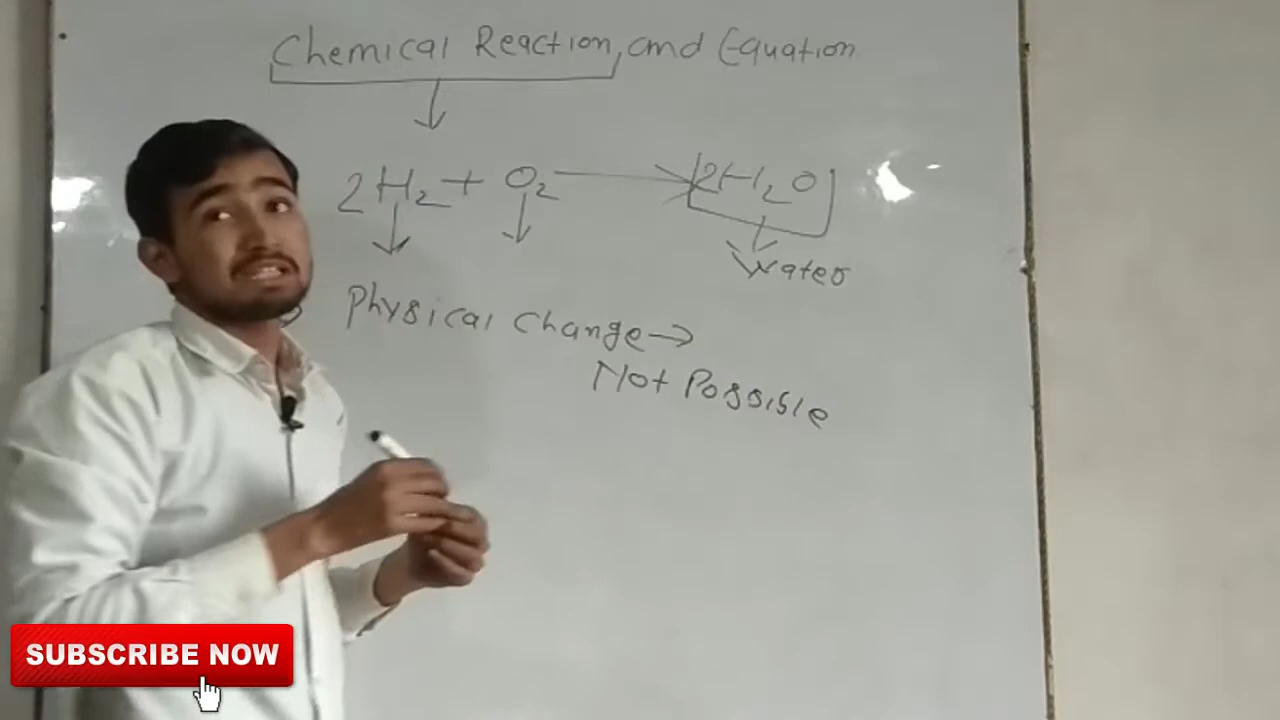 Chemical Reaction, and Equation
2H₂ + O₂ → 2H₂O
Water
Physical Change →
Not Possible
SUBSCRIBE NOW